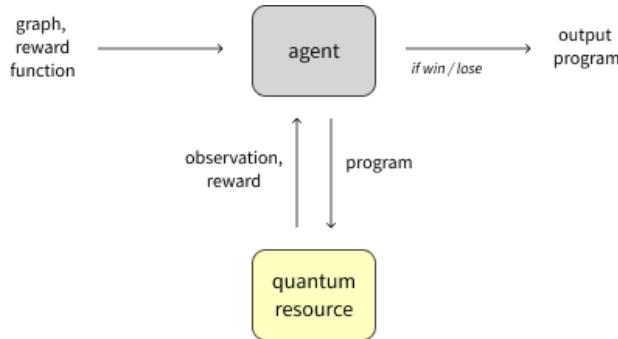 graph,
reward
function
agent
if win / lose
output
program
observation,
reward
program
quantum
resource